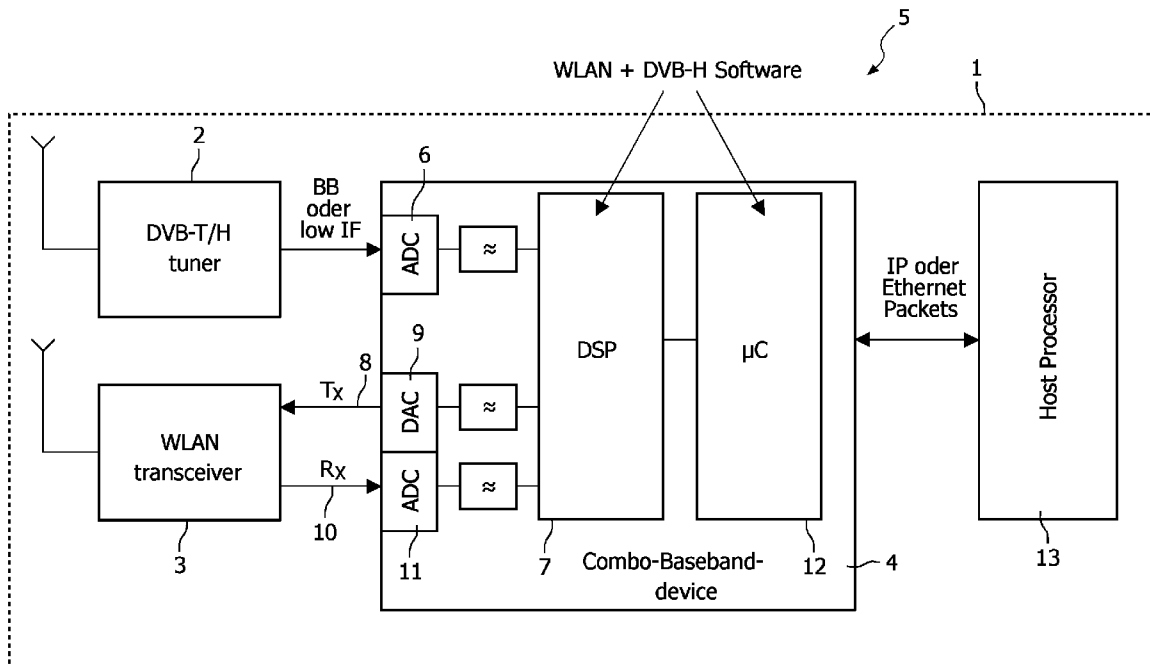 5
WLAN + DVB-H Software
1
2
6
BB
oder
low IF
DVB-T/H
tuner
ADC
≈
IP oder
Ethernet
Packets
Host Processor
DSP
µC
9
8
Tx
DAC
≈
WLAN
transceiver
Rx
ADC
≈
10
3
11
7
Combo-Baseband-
device
12
4
13